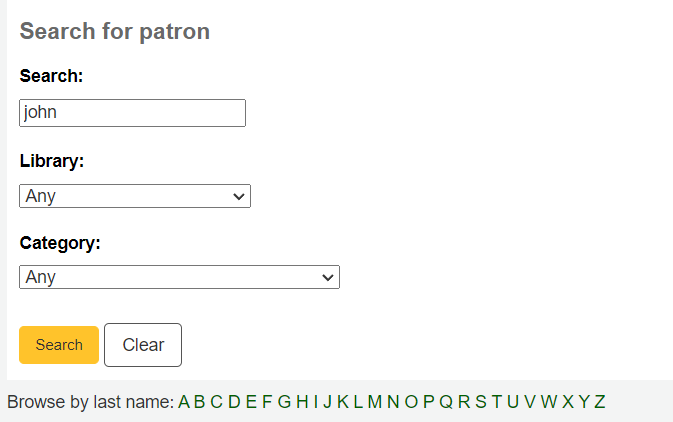 Search for patron
Search:
john
Library:
Any
Category:
Any
Search Clear
Browse by last name: A B C D E F G H I J K L M N O P Q R S T U V W X Y Z